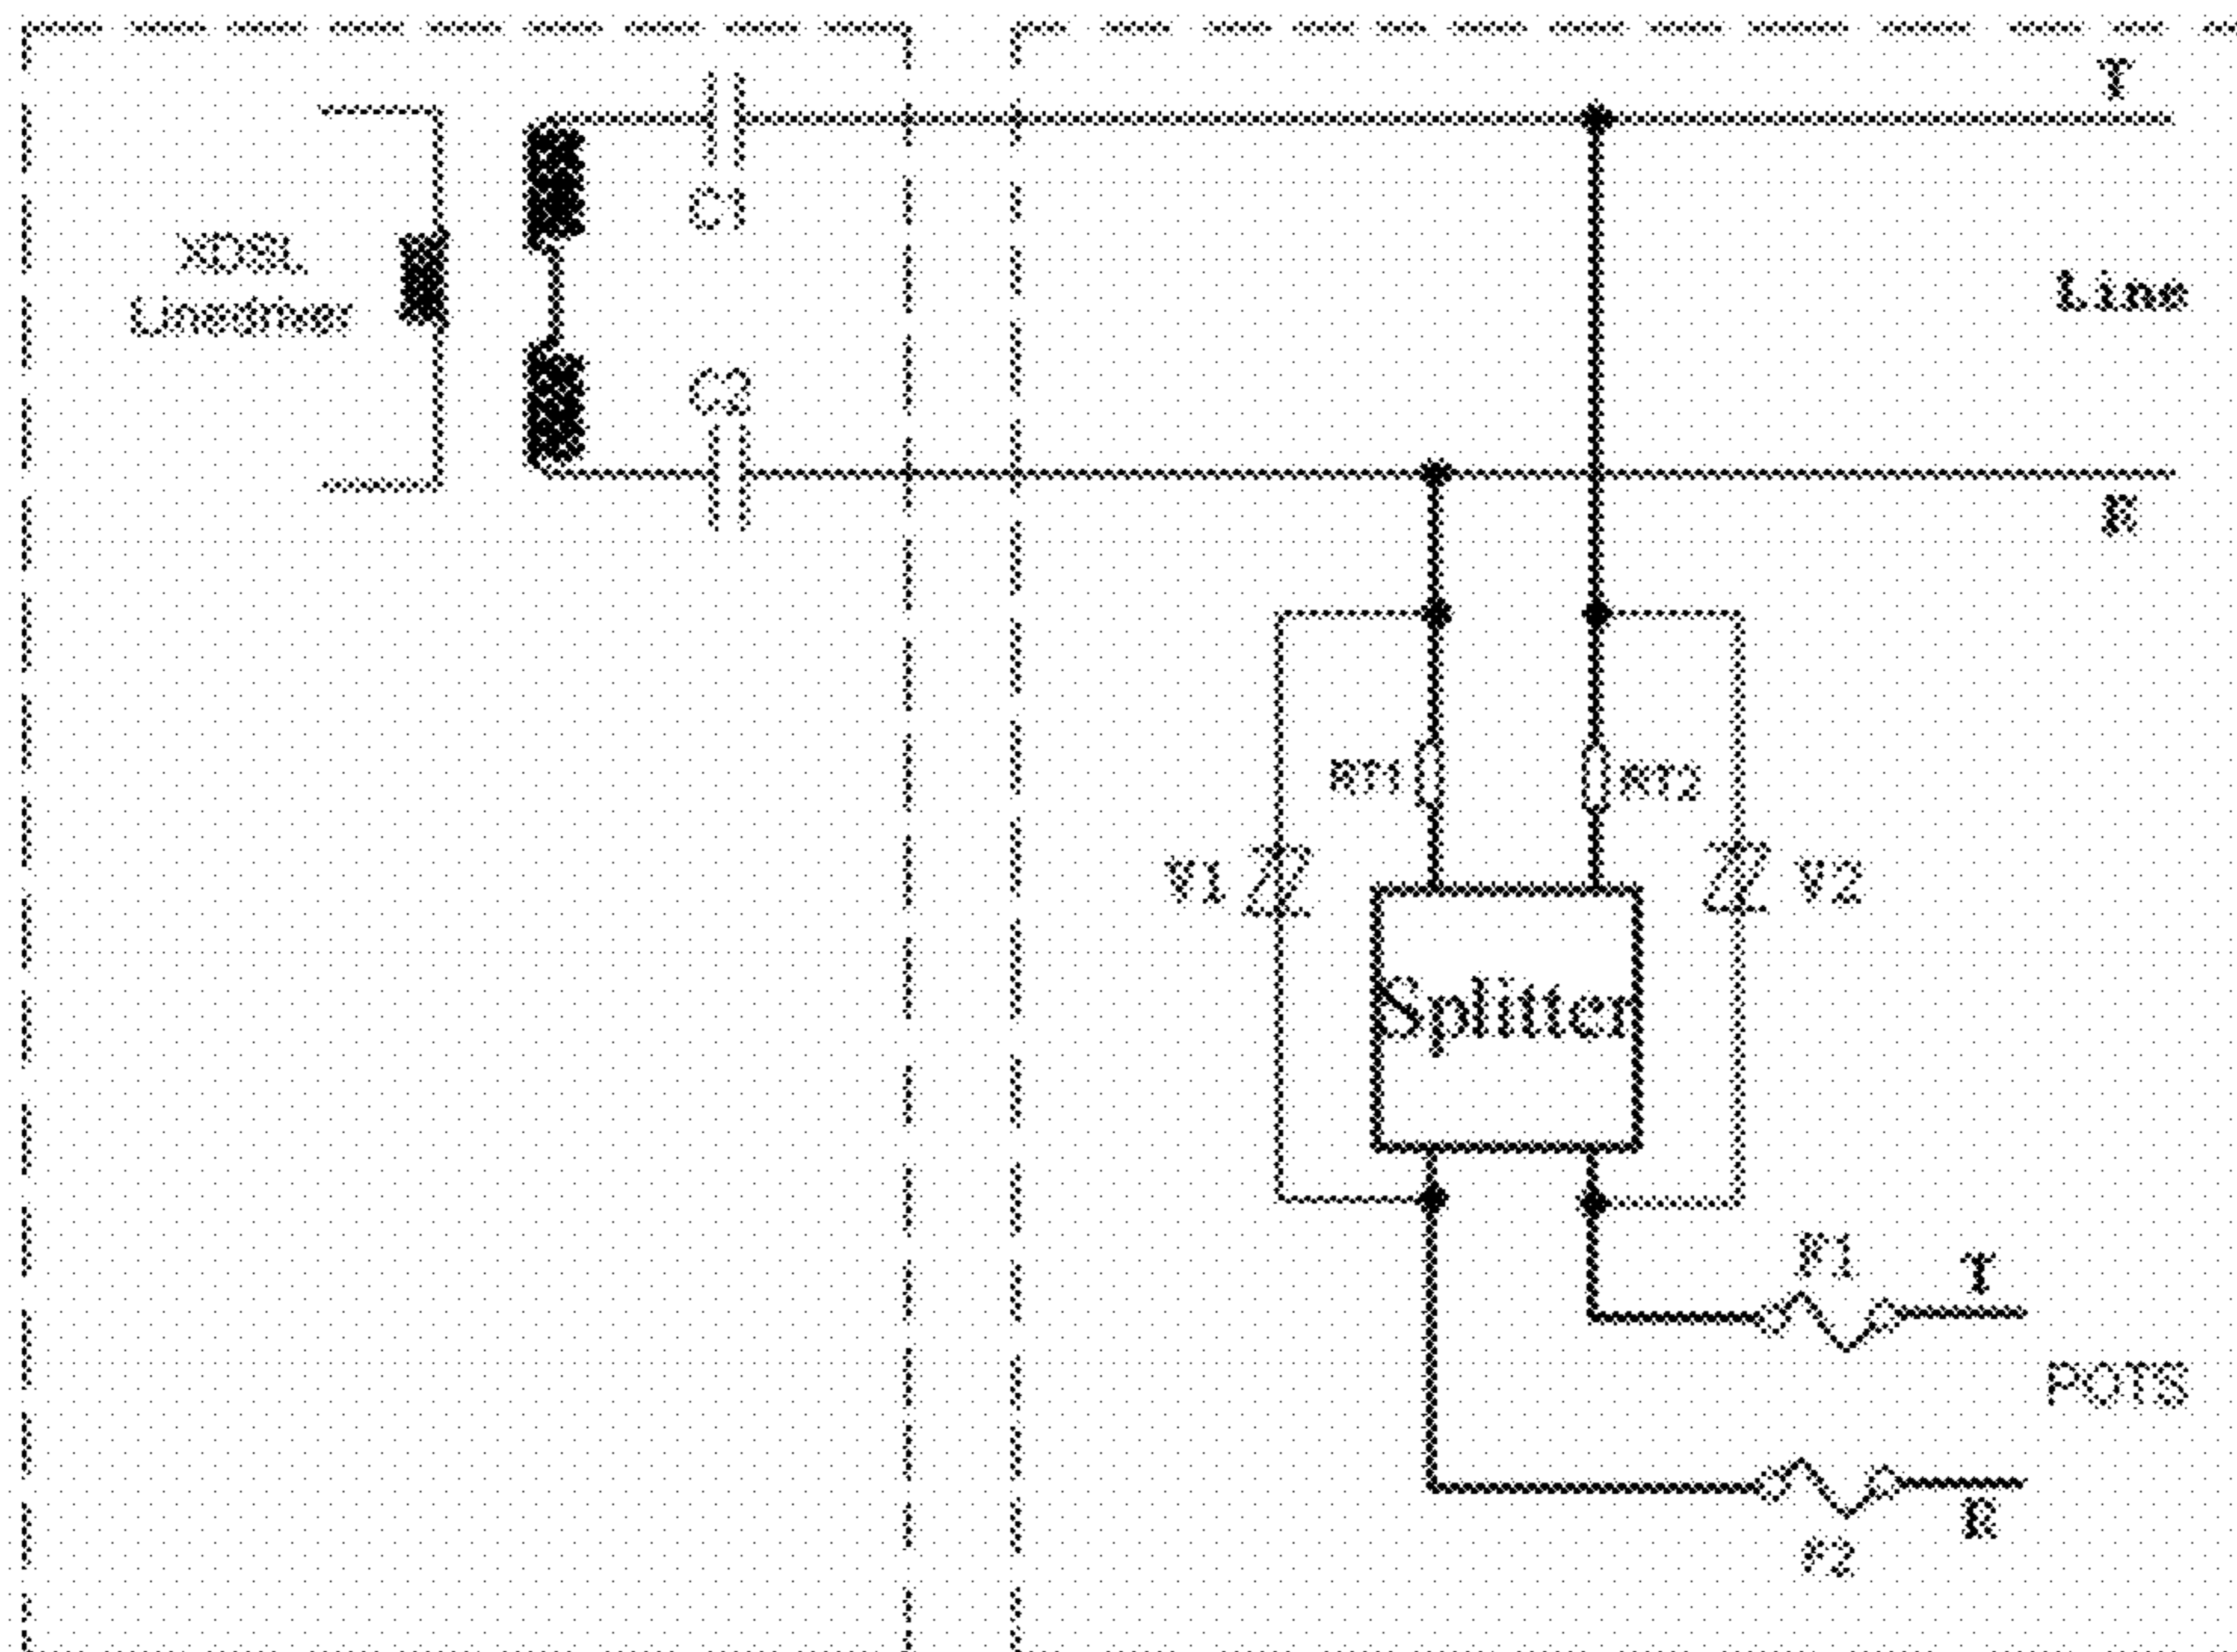 T
C1
XDSL
Linedriver
Line
C2
R
RT1
RT2
V1
V2
Splitter
F1
T
POTS
R
F2